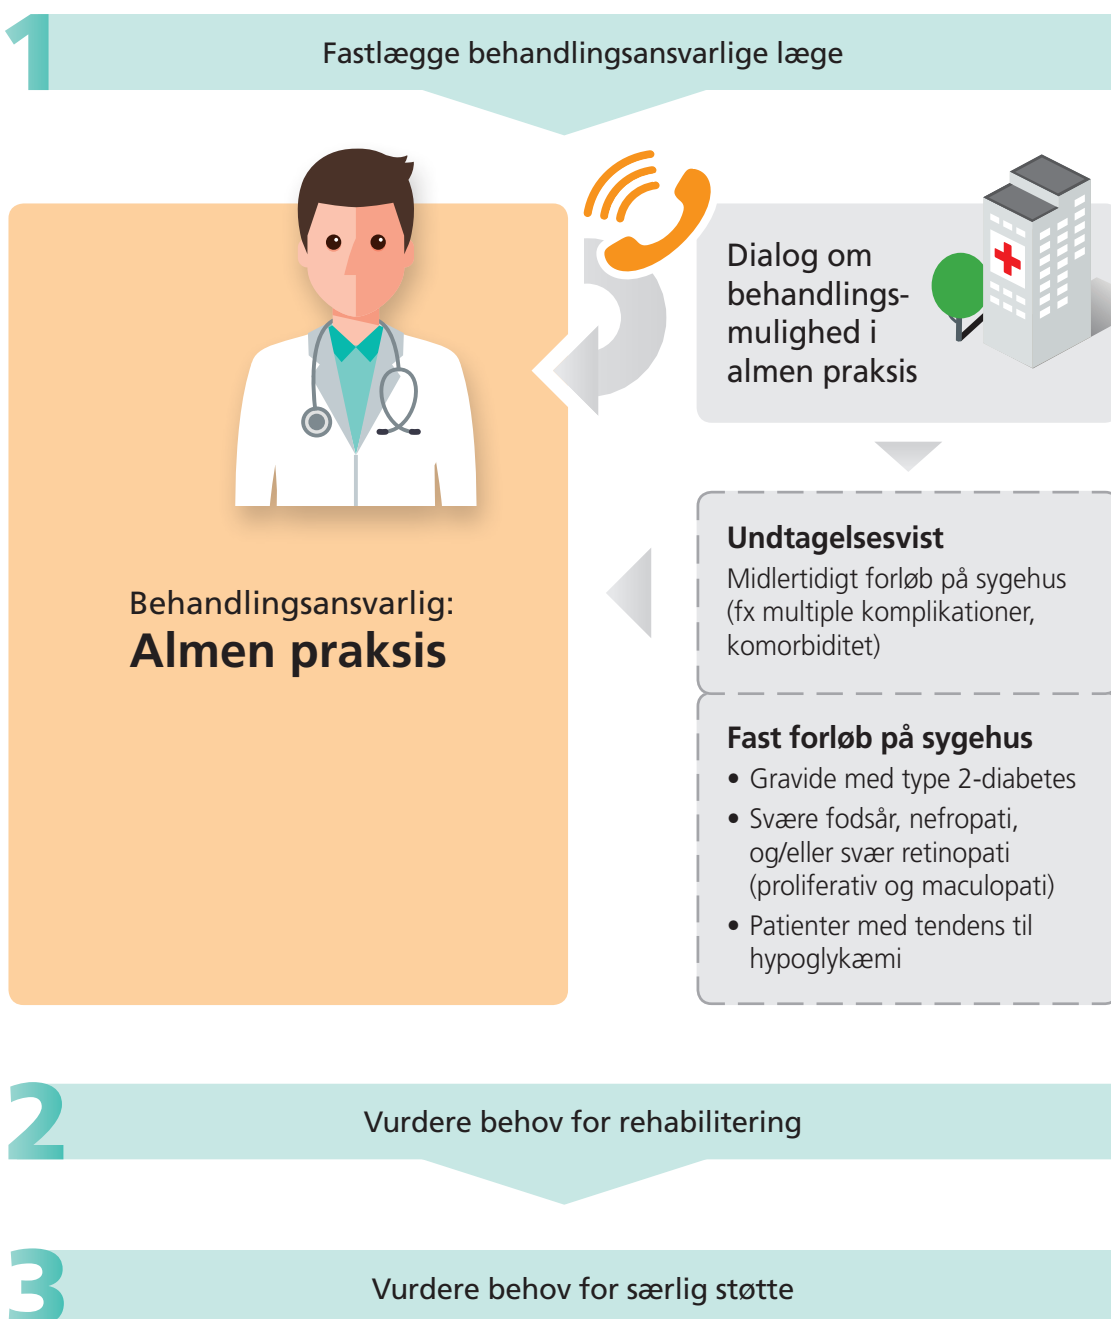 1
Fastlægge behandlingsansvarlige læge
Behandlingsansvarlig:
Almen praksis
Dialog om
behandlings-
mulighed i
almen praksis
Undtagelsesvist
Midlertidigt forløb på sygehus
(fx multiple komplikationer,
komorbiditet)
Fast forløb på sygehus
• Gravide med type 2-diabetes
• Svære fodsår, nefropati,
og/eller svær retinopati
(proliferativ og maculopati)
• Patienter med tendens til
hypoglykæmi
2
Vurdere behov for rehabilitering
3
Vurdere behov for særlig støtte